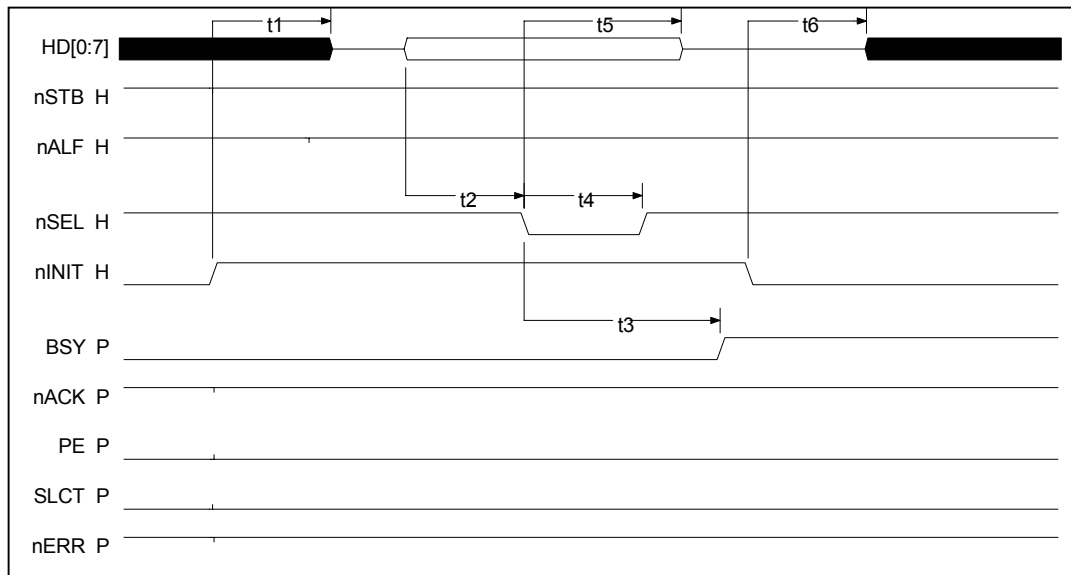 t1 t5 t6
HD[0:7]
nSTB H
nALF H
t2 t4
nSEL H
nINIT H
t3
BSY P
nACK P
PE P
SLCT P
nERR P